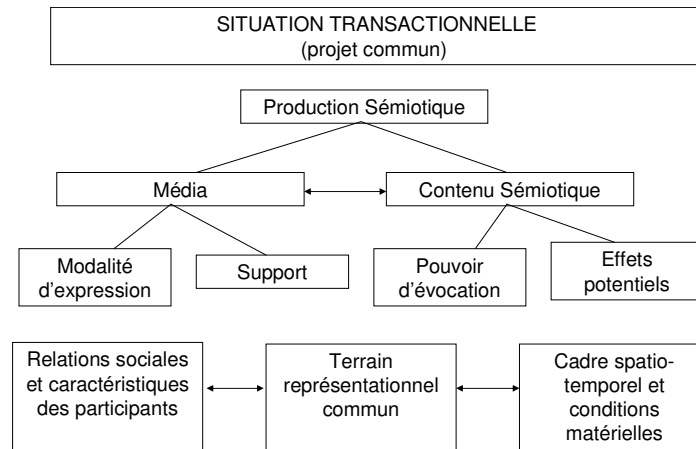 SITUATION TRANSACTIONNELLE
(projet commun)
Production Sémiotique
Média
Contenu Sémiotique
Modalité
d'expression
Support
Pouvoir
d'évocation
Effets
potentiels
Relations sociales
et caractéristiques
des participants
Terrain
représentationnel
commun
Cadre spatio-
temporel et
conditions
matérielles